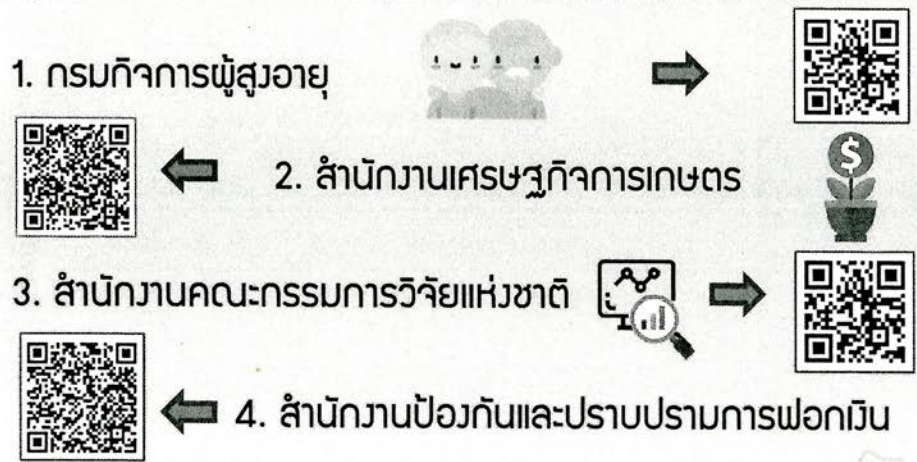 1. กรมกิจการผู้สูงอายุ
2. สำนักงานเศรษฐกิจการเกษตร
3. สำนักงานคณะกรรมการวิจัยแห่งชาติ
4. สำนักงานป้องกันและปราบปรามการฟอกเงิน